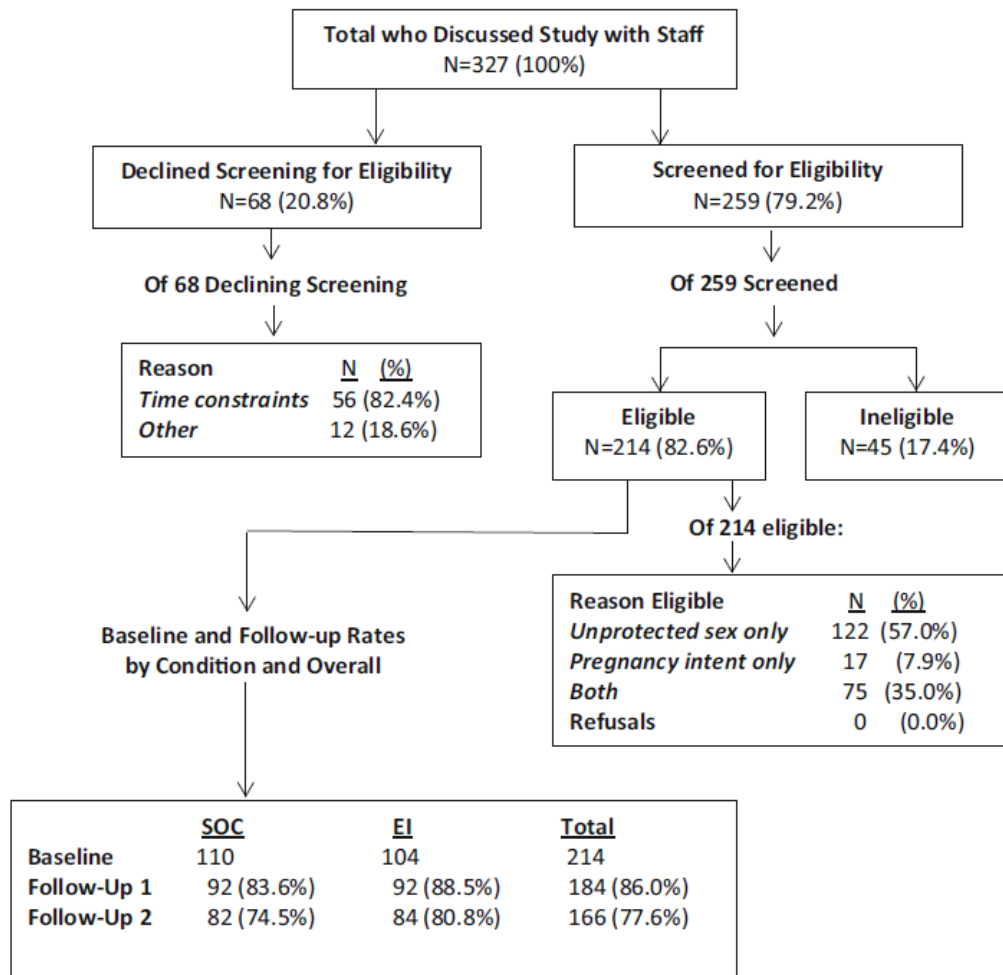 Total who Discussed Study with Staff
N=327 (100%)
Declined Screening for Eligibility
N=68 (20.8%)
Screened for Eligibility
N=259 (79.2%)
Of 68 Declining Screening
Of 259 Screened
Reason N (%)
Time constraints 56 (82.4%)
Other 12 (18.6%)
Eligible
N=214 (82.6%)
Ineligible
N=45 (17.4%)
Of 214 eligible:
Reason Eligible N (%)
Unprotected sex only 122 (57.0%)
Pregnancy intent only 17 (7.9%)
Both 75 (35.0%)
Refusals 0 (0.0%)
Baseline and Follow-up Rates
by Condition and Overall
SOC EI Total
Baseline 110 104 214
Follow-Up 1 92 (83.6%) 92 (88.5%) 184 (86.0%)
Follow-Up 2 82 (74.5%) 84 (80.8%) 166 (77.6%)